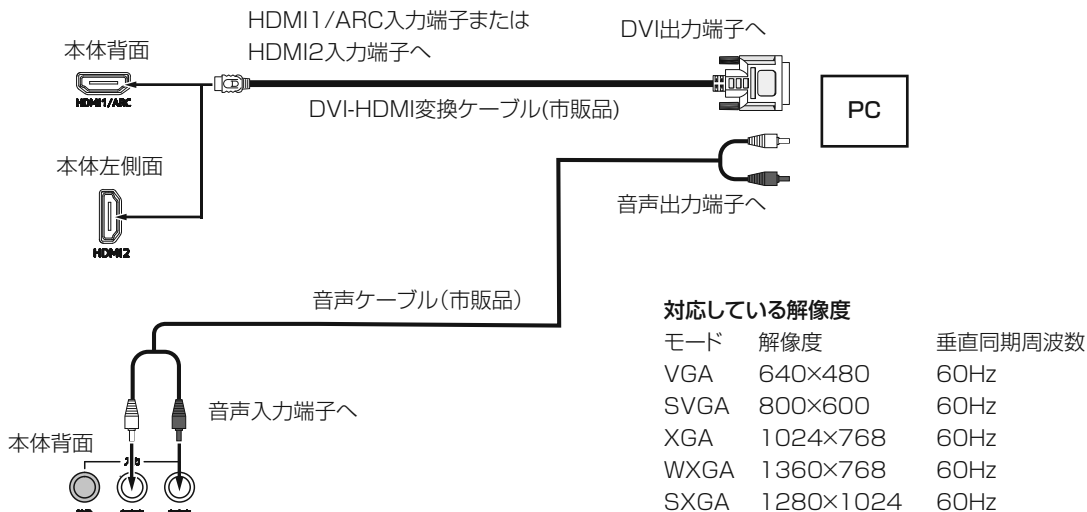 HDMI1/ARC入力端子または
HDMI2入力端子へ
DVI出力端子へ
本体背面
HDMI1/ARC
DVI-HDMI変換ケーブル(市販品)
PC
本体左側面
HDMI2
音声出力端子へ
音声ケーブル(市販品)
音声入力端子へ
本体背面
対応している解像度
モード 解像度 垂直同期周波数
VGA 640×480 60Hz
SVGA 800×600 60Hz
XGA 1024×768 60Hz
WXGA 1360×768 60Hz
SXGA 1280×1024 60Hz